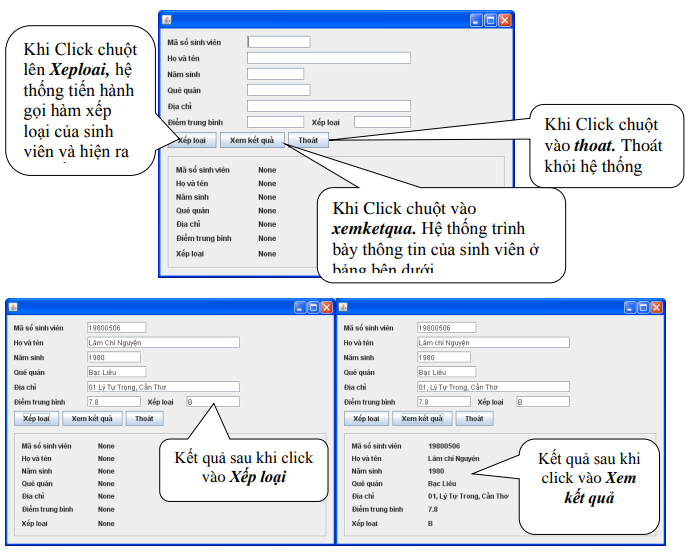 Khi Click chuột
lên Xeploai, hệ
thống tiến hành
gọi hàm xếp
loại của sinh
viên và hiện ra
Mã số sinh viên
Họ và tên
Năm sinh
Quê quán
Địa chỉ
Điểm trung bình Xếp loại
Xếp loại Xem kết quả Thoát
Mã số sinh viên None
Họ và tên None
Năm sinh None
Quê quán None
Địa chỉ None
Điểm trung bình None
Xếp loại None
Khi Click chuột
vào thoat. Thoát
khỏi hệ thống
Khi Click chuột vào
xemketqua. Hệ thống trình
bày thông tin của sinh viên ở
bảng bên dưới
Mã số sinh viên 19800506
Họ và tên Lâm Chí Nguyện
Năm sinh 1980
Quê quán Bạc Liêu
Địa chỉ 01 Lý Tự Trọng, Cần Thơ
Điểm trung bình 7.8 Xếp loại B
Xếp loại Xem kết quả Thoát
Mã số sinh viên None
Họ và tên None
Năm sinh None
Quê quán None
Địa chỉ None
Điểm trung bình None
Xếp loại None
Kết quả sau khi click
vào Xếp loại
Mã số sinh viên 19800506
Họ và tên Lâm chí Nguyện
Năm sinh 1980
Quê quán Bạc Liêu
Địa chỉ 01, Lý Tự Trọng, Cần Thơ
Điểm trung bình 7.8 Xếp loại B
Xếp loại Xem kết quả Thoát
Mã số sinh viên 19800506
Họ và tên Lâm chí Nguyện
Năm sinh 1980
Quê quán Bạc Liêu
Địa chỉ 01, Lý Tự Trọng, Cần Thơ
Điểm trung bình 7.8
Xếp loại B
Kết quả sau khi
click vào Xem
kết quả